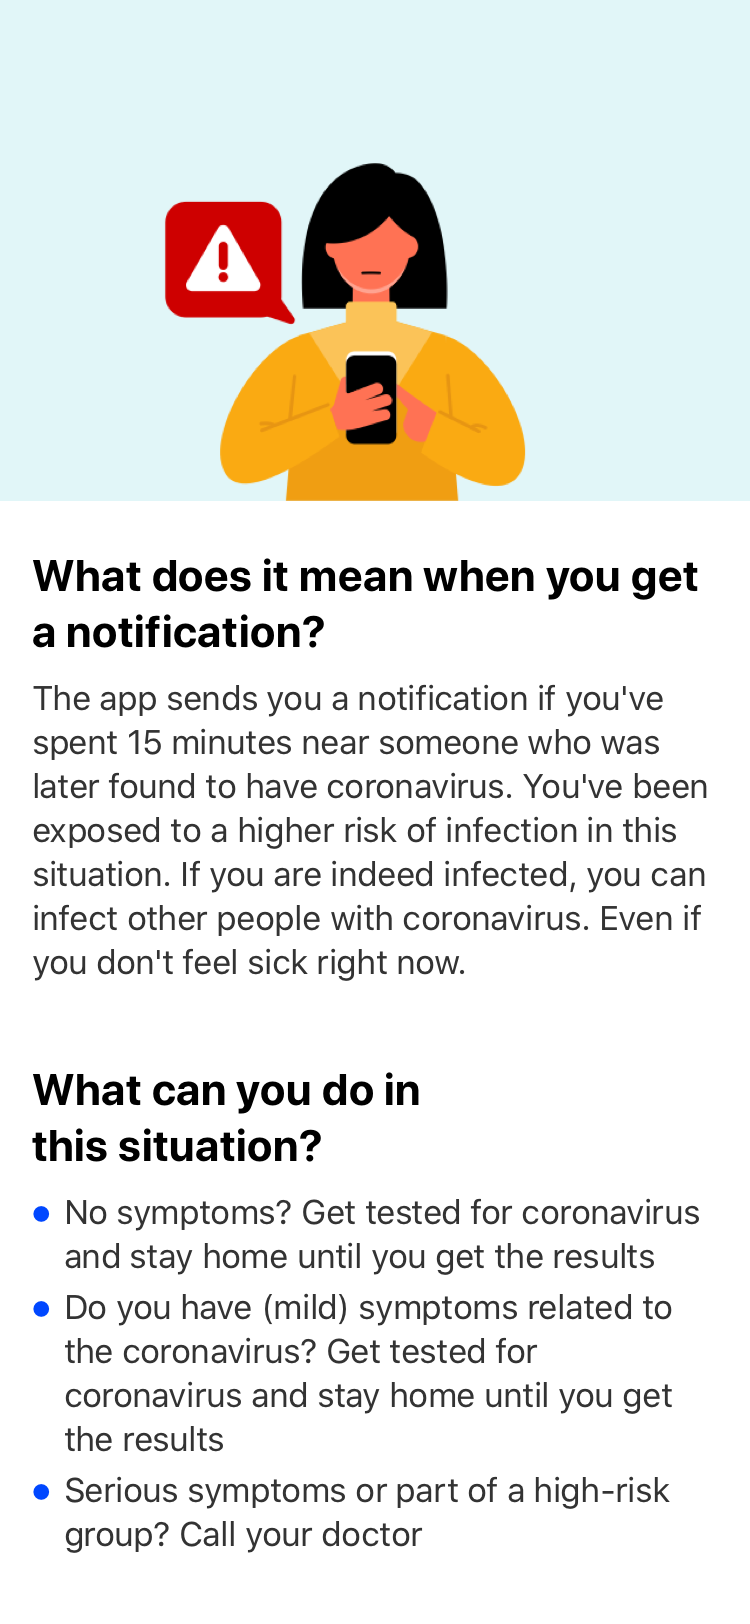 What does it mean when you get
a notification?
The app sends you a notification if you've
spent 15 minutes near someone who was
later found to have coronavirus. You've been
exposed to a higher risk of infection in this
situation. If you are indeed infected, you can
infect other people with coronavirus. Even if
you don't feel sick right now.
What can you do in
this situation?
No symptoms? Get tested for coronavirus
and stay home until you get the results
Do you have (mild) symptoms related to
the coronavirus? Get tested for
coronavirus and stay home until you get
the results
Serious symptoms or part of a high-risk
group? Call your doctor